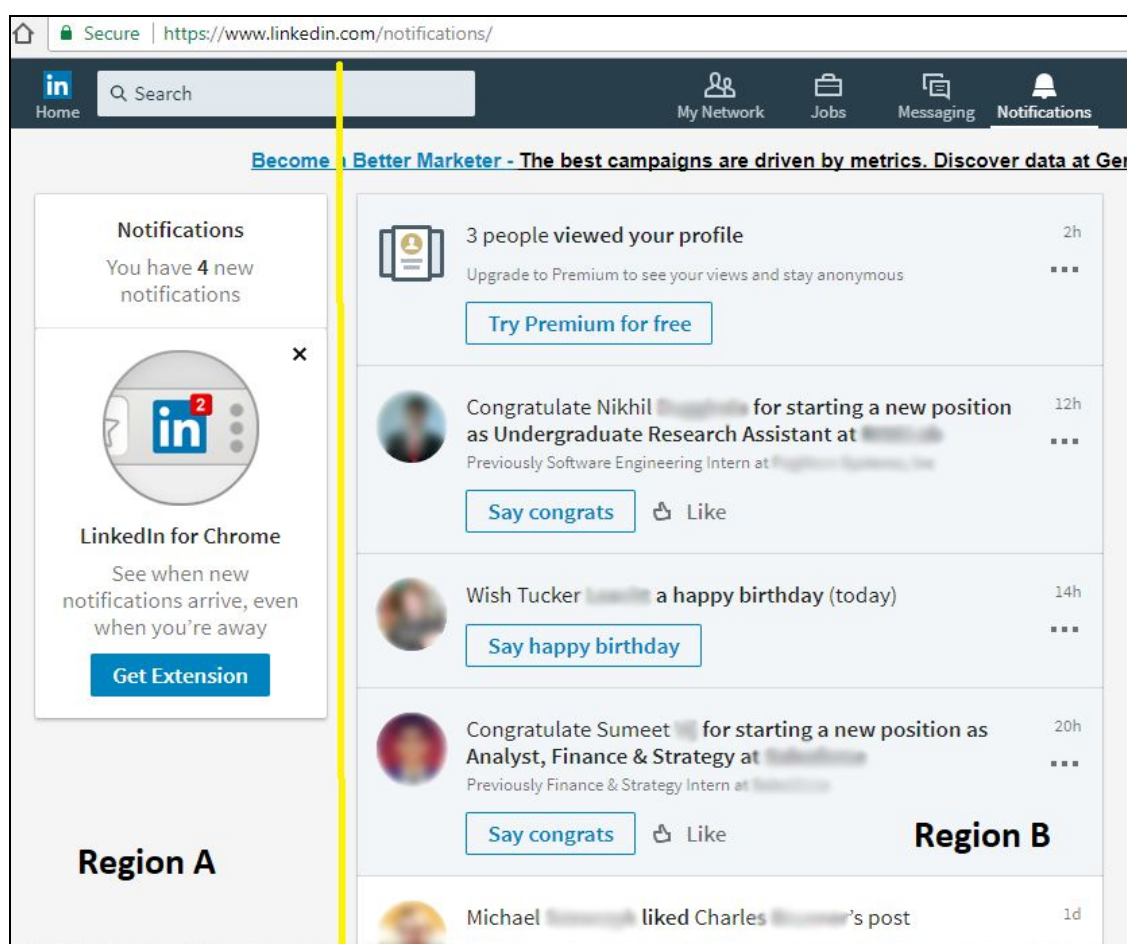 Secure | https://www.linkedin.com/notifications/
in
Home
Search
My Network
Jobs
Messaging
Notifications
Become a Better Marketer - The best campaigns are driven by metrics. Discover data at Ger
Notifications
You have 4 new
notifications
in 2
LinkedIn for Chrome
See when new
notifications arrive, even
when you're away
Get Extension
Region A
3 people viewed your profile
2h
Upgrade to Premium to see your views and stay anonymous
Try Premium for free
Congratulate Nikhil for starting a new position
12h
as Undergraduate Research Assistant at
Previously Software Engineering Intern at
Say congrats
Like
Wish Tucker a happy birthday (today)
14h
Say happy birthday
Congratulate Sumeet for starting a new position as
20h
Analyst, Finance & Strategy at
Previously Finance & Strategy Intern at
Say congrats
Like
Region B
Michael liked Charles 's post
1d